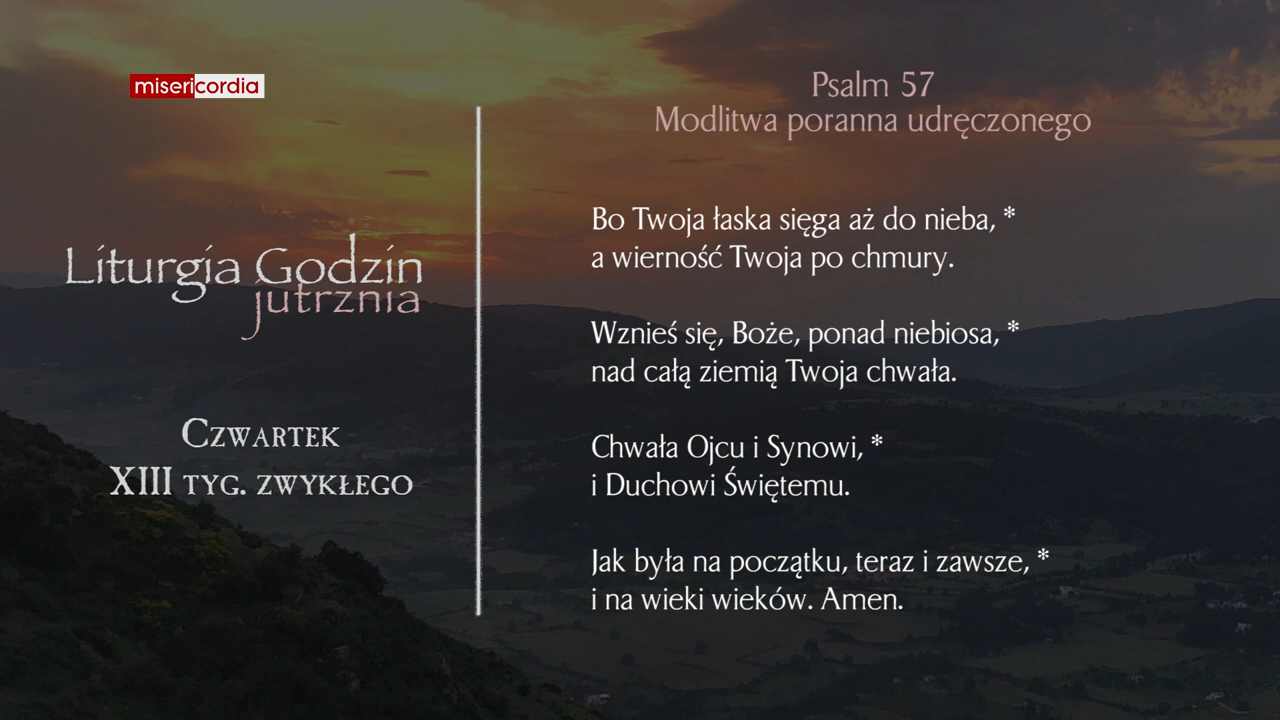 misericordia
Liturgia Godzin
jutrznia
Czwartek
XIII tyg. zwykłego
Psalm 57
Modlitwa poranna udręczonego
Bo Twoja łaska sięga aż do nieba, *
a wierność Twoja po chmury.
Wznieś się, Boże, ponad niebiosa, *
nad całą ziemią Twoja chwała.
Chwała Ojcu i Synowi, *
i Duchowi Świętemu.
Jak była na początku, teraz i zawsze, *
i na wieki wieków. Amen.